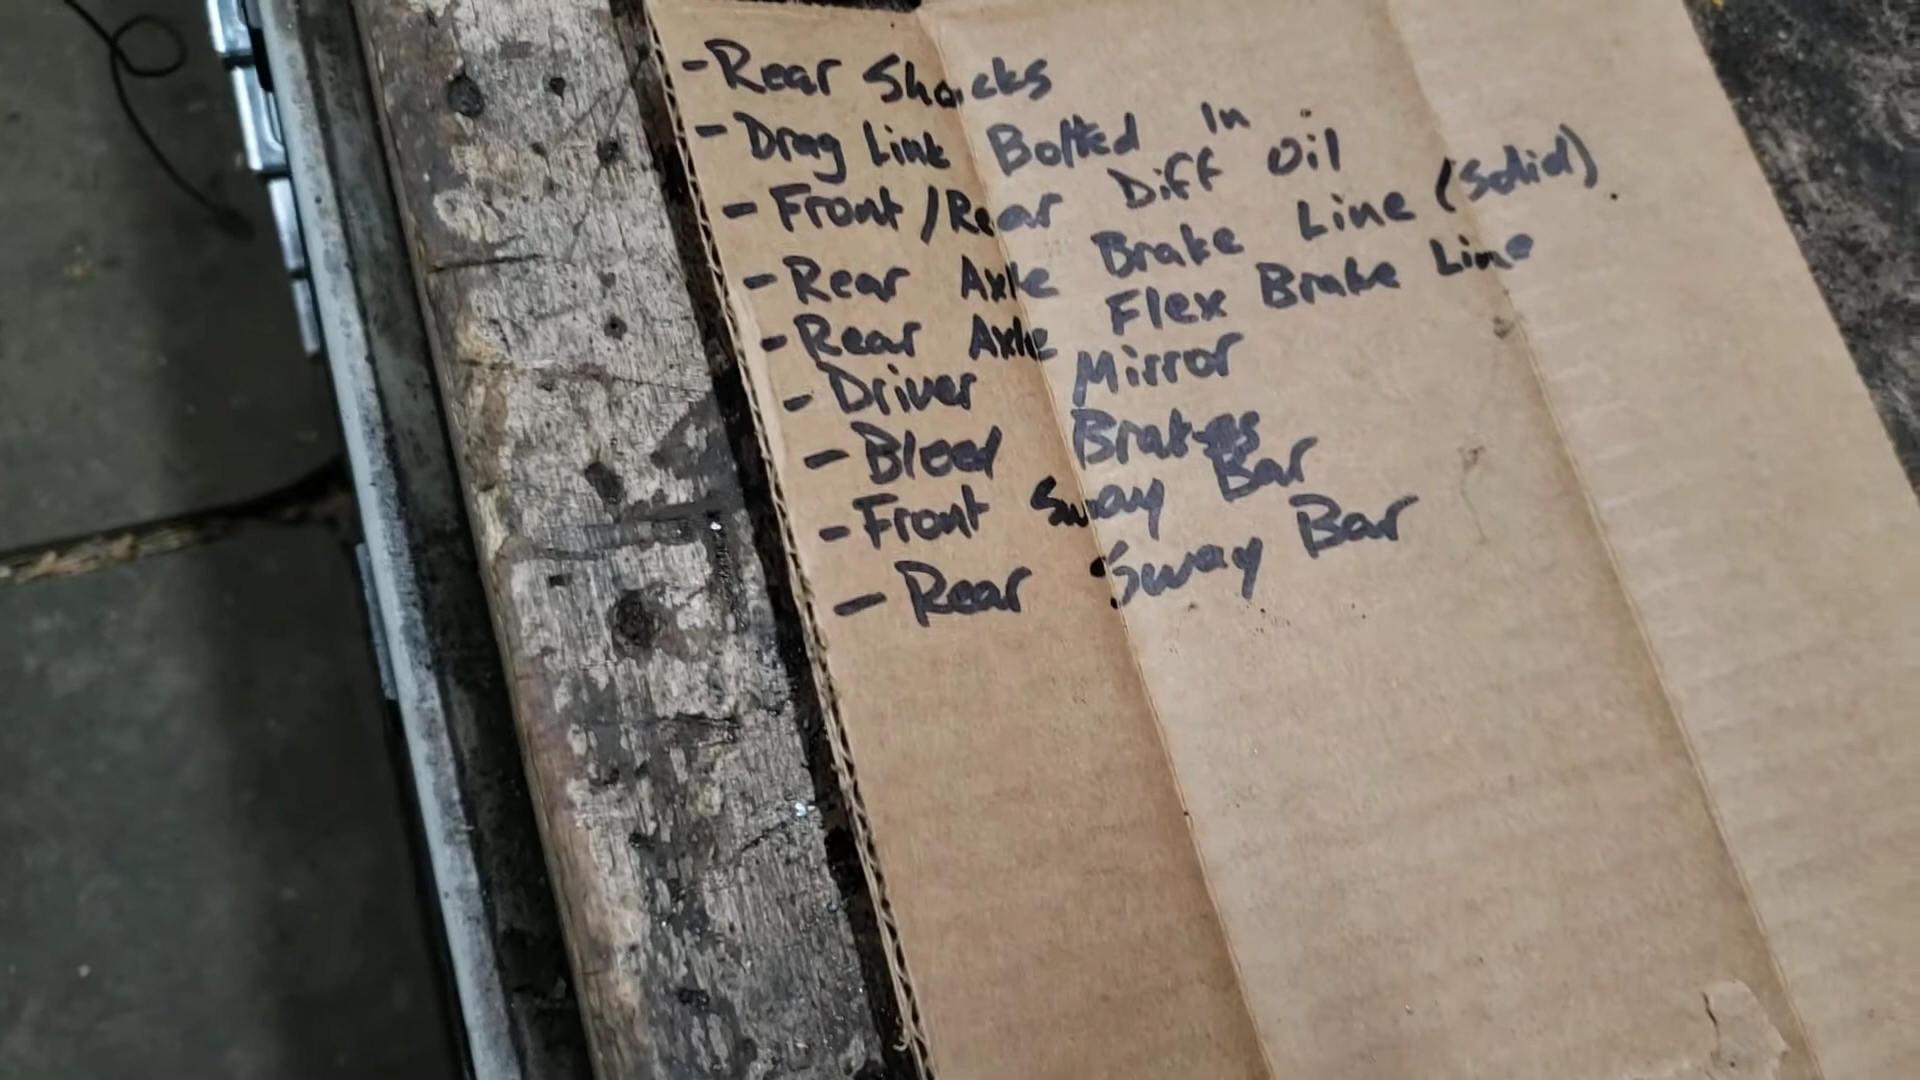 - Rear Shocks
- Drag Link Bolted in
- Front/Rear Diff Oil
- Rear Axle Brake Line (Solid)
- Rear Axle Flex Brake Line
- Driver Mirror
- Bleed Brakes
- Front Sway Bar
- Rear Sway Bar